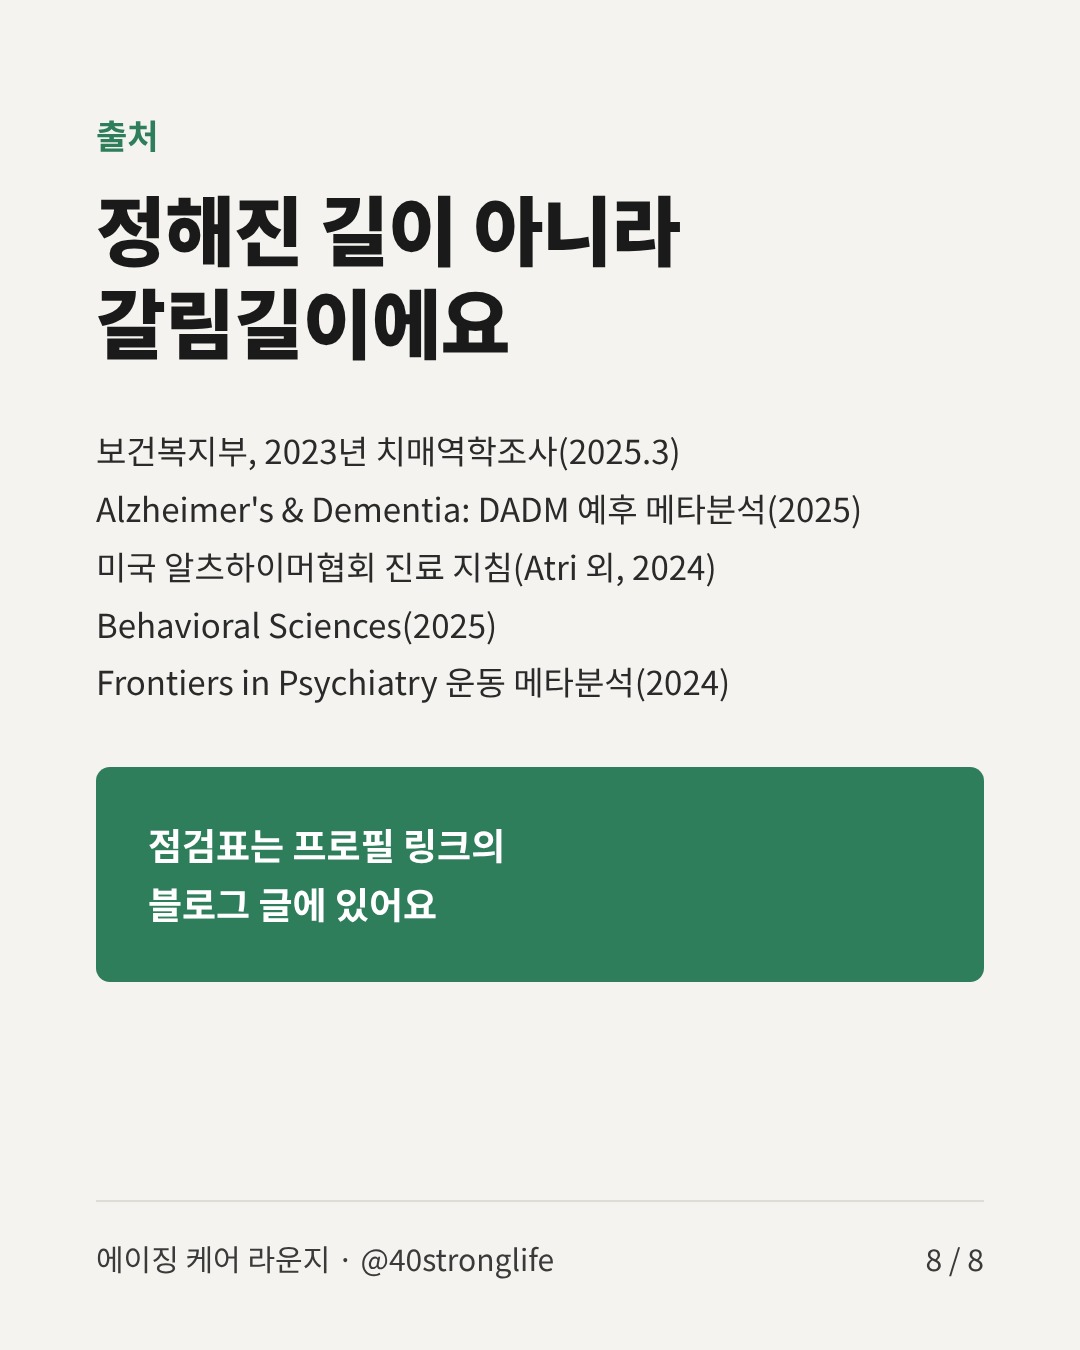 출처
정해진 길이 아니라
갈림길이에요
보건복지부, 2023년 치매역학조사(2025.3)
Alzheimer's & Dementia: DADM 예후 메타분석(2025)
미국 알츠하이머협회 진료 지침(Atri 외, 2024)
Behavioral Sciences(2025)
Frontiers in Psychiatry 운동 메타분석(2024)
점검표는 프로필 링크의
블로그 글에 있어요
에이징 케어 라운지 · @40stronglife
8 / 8